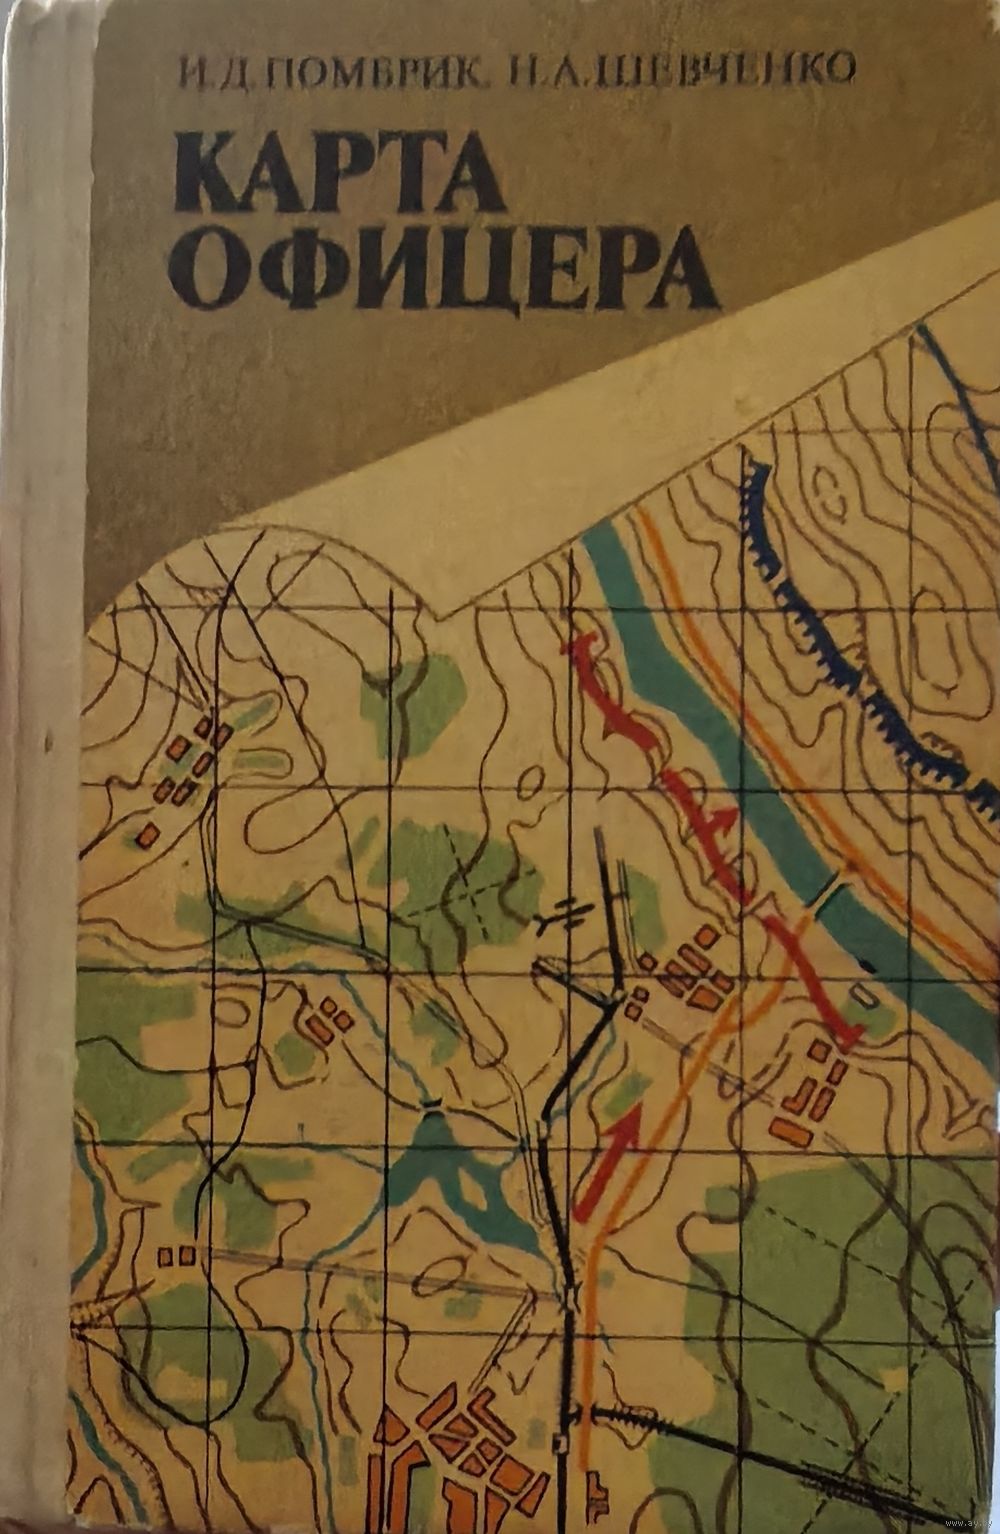 И. Д. ПОМБРИК, Н. А. ШЕВЧЕНКО
КАРТА
ОФИЦЕРА